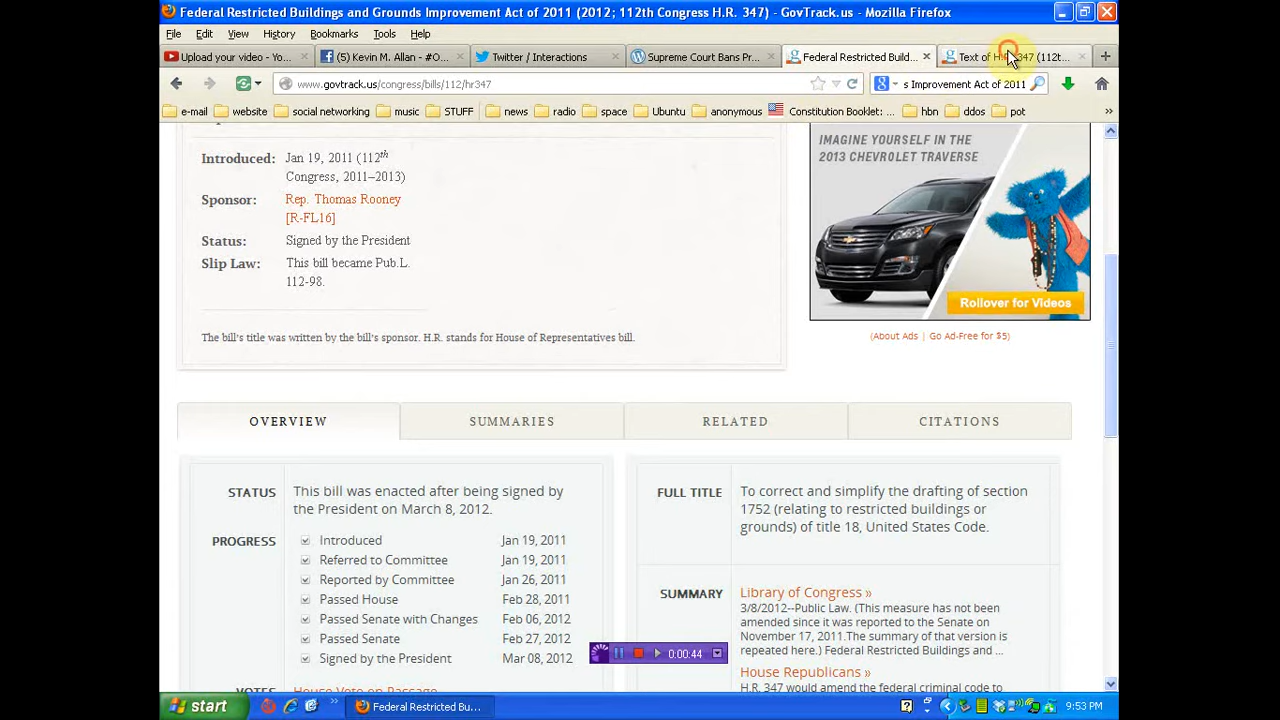 Federal Restricted Buildings and Grounds Improvement Act of 2011 (2012; 112th Congress H.R. 347) - GovTrack.us - Mozilla Firefox
File Edit View History Bookmarks Tools Help
Upload your video - Yo...
(5) Kevin M. Allan - #O...
Twitter / Interactions
Supreme Court Bans Pr...
Federal Restricted Build...
Text of H.R. 347 (112t...
www.govtrack.us/congress/bills/112/hr347
s Improvement Act of 2011
e-mail website social networking music STUFF news radio space Ubuntu anonymous Constitution Booklet: ... hbn ddos pot
Introduced: Jan 19, 2011 (112th
Congress, 2011–2013)
Sponsor: Rep. Thomas Rooney
[R-FL16]
Status: Signed by the President
Slip Law: This bill became Pub.L.
112-98.
The bill's title was written by the bill's sponsor. H.R. stands for House of Representatives bill.
IMAGINE YOURSELF IN THE
2013 CHEVROLET TRAVERSE
Rollover for Videos
(About Ads | Go Ad-Free for $5)
OVERVIEW SUMMARIES RELATED CITATIONS
STATUS This bill was enacted after being signed by
the President on March 8, 2012.
PROGRESS Introduced Jan 19, 2011
Referred to Committee Jan 19, 2011
Reported by Committee Jan 26, 2011
Passed House Feb 28, 2011
Passed Senate with Changes Feb 06, 2012
Passed Senate Feb 27, 2012
Signed by the President Mar 08, 2012
VOTES House Vote on Passage
FULL TITLE To correct and simplify the drafting of section
1752 (relating to restricted buildings or
grounds) of title 18, United States Code.
SUMMARY Library of Congress »
3/8/2012--Public Law. (This measure has not been
amended since it was reported to the Senate on
November 17, 2011.The summary of that version is
repeated here.) Federal Restricted Buildings and ...
House Republicans »
H.R. 347 would amend the federal criminal code to
0:00:44
start
Federal Restricted Bu...
9:53 PM